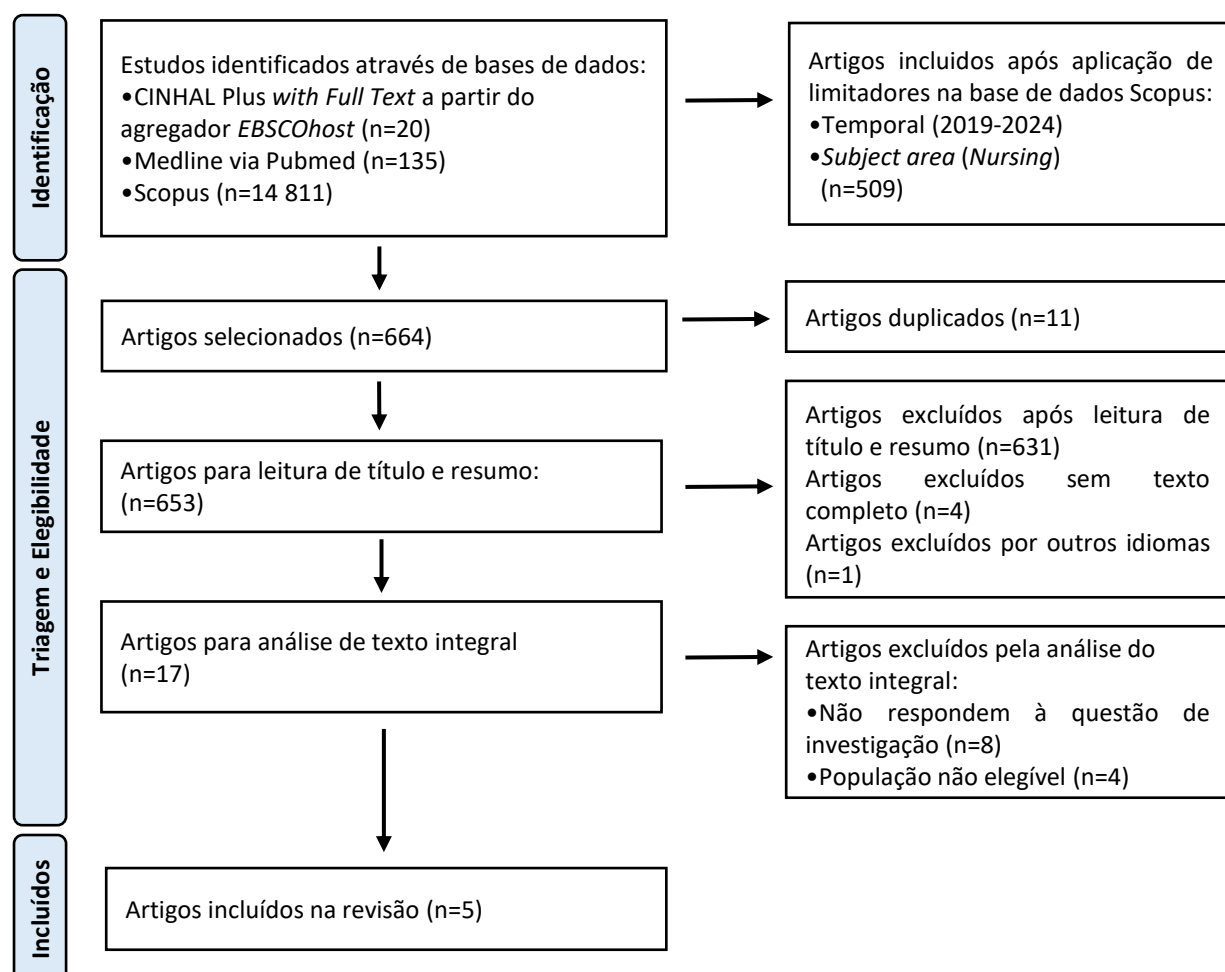 Identificação
Estudos identificados através de bases de dados:
•CINHAL Plus with Full Text a partir do
agregador EBSCOhost (n=20)
•Medline via Pubmed (n=135)
•Scopus (n=14 811)
Artigos incluidos após aplicação de
limitadores na base de dados Scopus:
•Temporal (2019-2024)
•Subject area (Nursing)
(n=509)
Triagem e Elegibilidade
Artigos selecionados (n=664)
Artigos duplicados (n=11)
Artigos para leitura de título e resumo:
(n=653)
Artigos excluídos após leitura de
título e resumo (n=631)
Artigos excluídos sem texto
completo (n=4)
Artigos excluídos por outros idiomas
(n=1)
Artigos para análise de texto integral
(n=17)
Artigos excluídos pela análise do
texto integral:
•Não respondem à questão de
investigação (n=8)
•População não elegível (n=4)
Incluídos
Artigos incluídos na revisão (n=5)